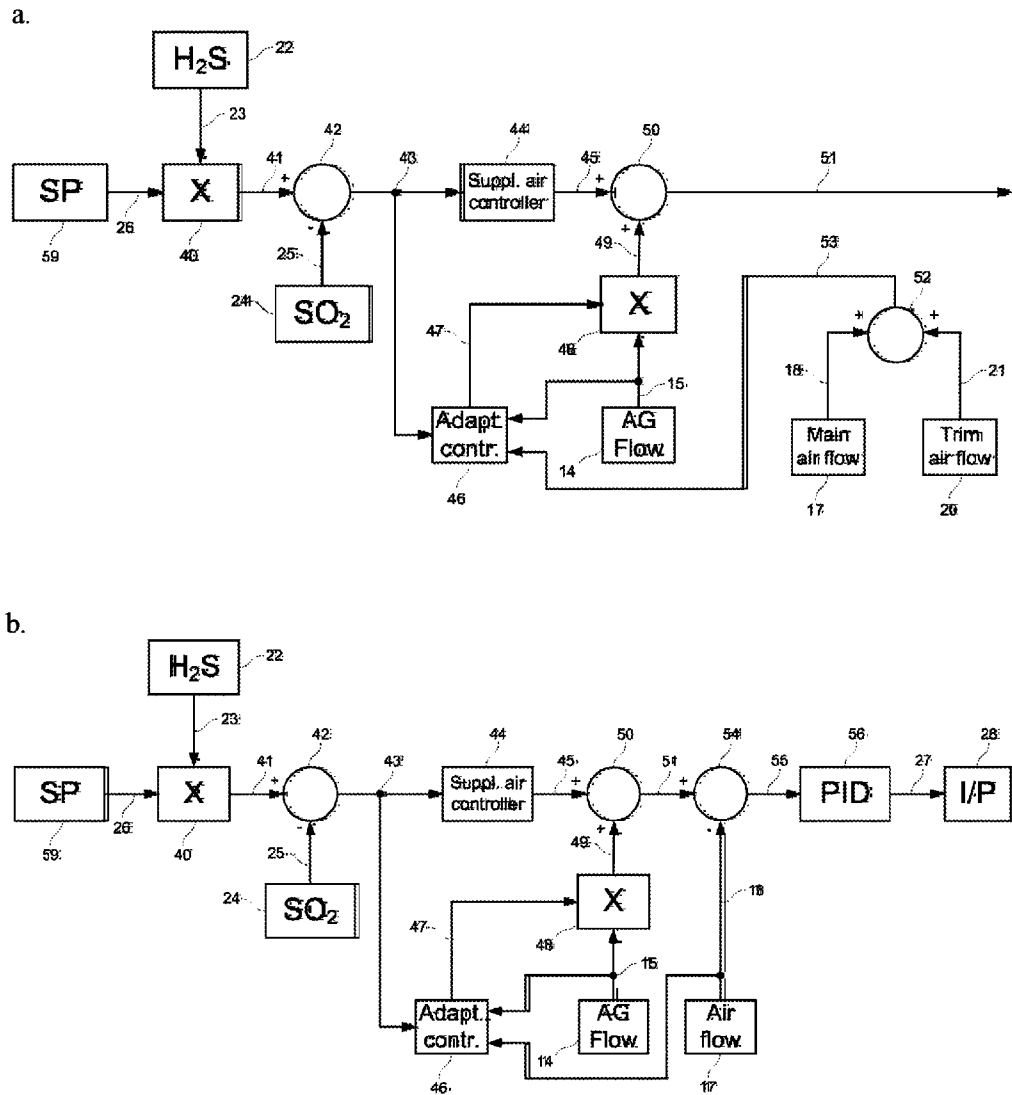 a.
H₂S
22
23
42
44
50
41
43
45
51
SP
X
+
Suppl. air
controller
+
26
-
+
59
40
25
49
53
24
SO₂
X
52
+
+
47
48
15
18
21
Adapt.
contr.
AG
Flow
Main
air flow
Trim
air flow
14
46
17
20
b.
H₂S
22
23
42
44
50
54
56
28
41
43
45
51
55
27
SP
X
+
Suppl. air
controller
+
+
PID
I/P
26
-
+
-
59
40
25
49
24
SO₂
X
18
47
48
15
Adapt.
contr.
AG
Flow
Air
flow
14
46
17